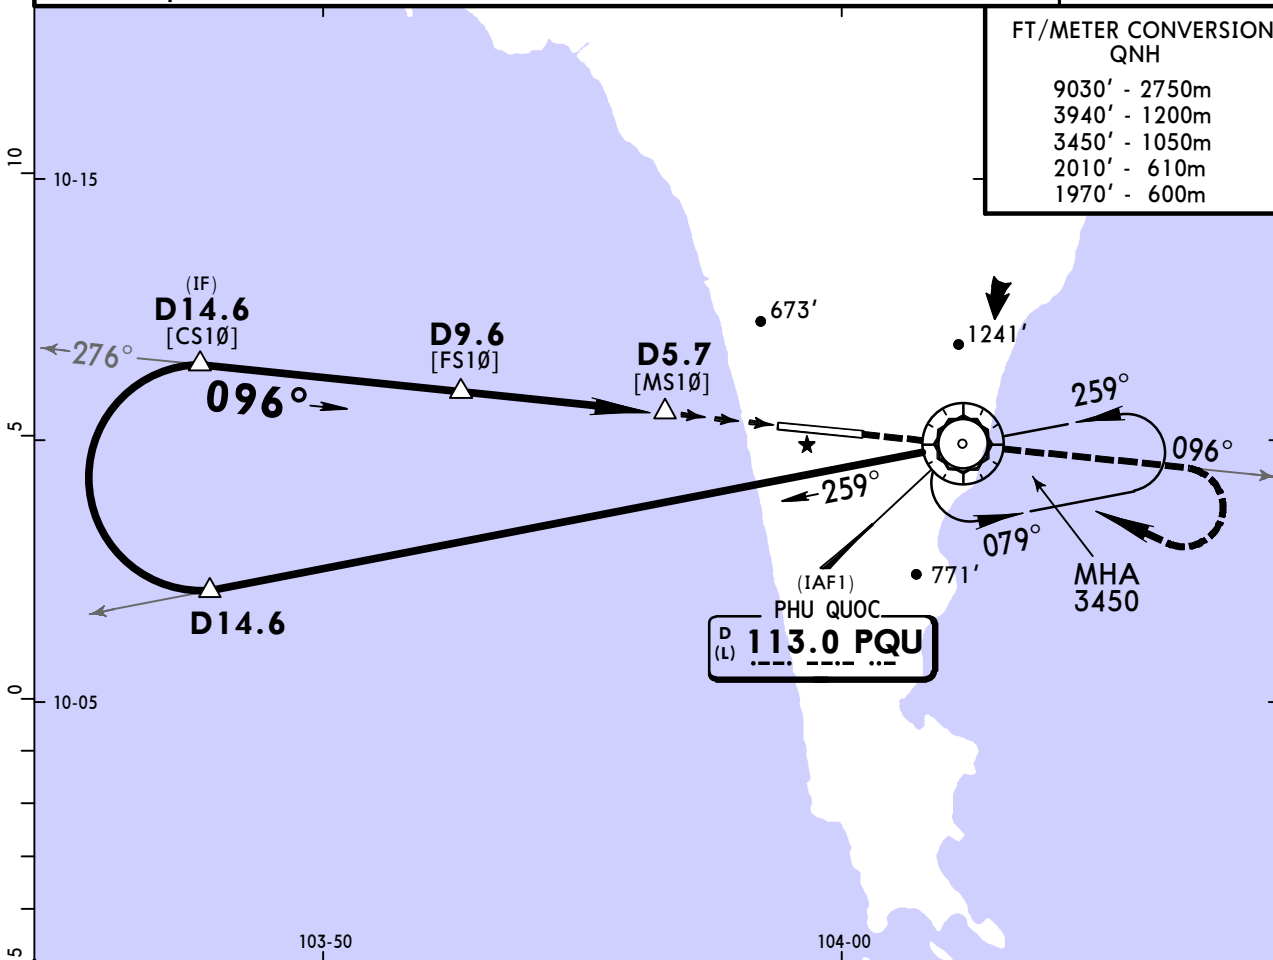 FT/METER CONVERSION
QNH
9030' - 2750m
3940' - 1200m
3450' - 1050m
2010' - 610m
1970' - 600m
10
10-15
(IF)
D14.6
[CS1Ø]
276°
096°
D9.6
[FS1Ø]
D5.7
[MS1Ø]
673'
1241'
259°
096°
5
259°
079°
MHA
3450
771'
(IAF1)
PHU QUOC
D
(L)
113.0 PQU
D14.6
0
10-05
5
103-50
104-00